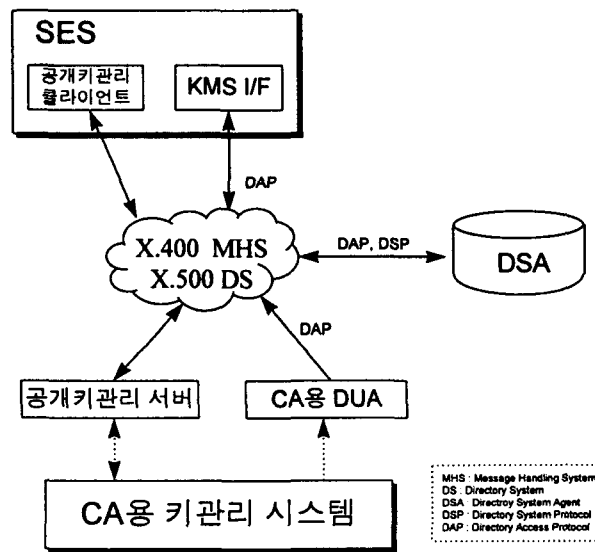 SES
공개키관리
클라이언트
KMS I/F
DAP
X.400 MHS
X.500 DS
DAP, DSP
DSA
DAP
공개키관리 서버
CA용 DUA
CA용 키관리 시스템
MHS : Message Handling System
DS : Directory System
DSA : Directroy System Agent
DSP : Directory System Protocol
DAP : Directory Access Protocol